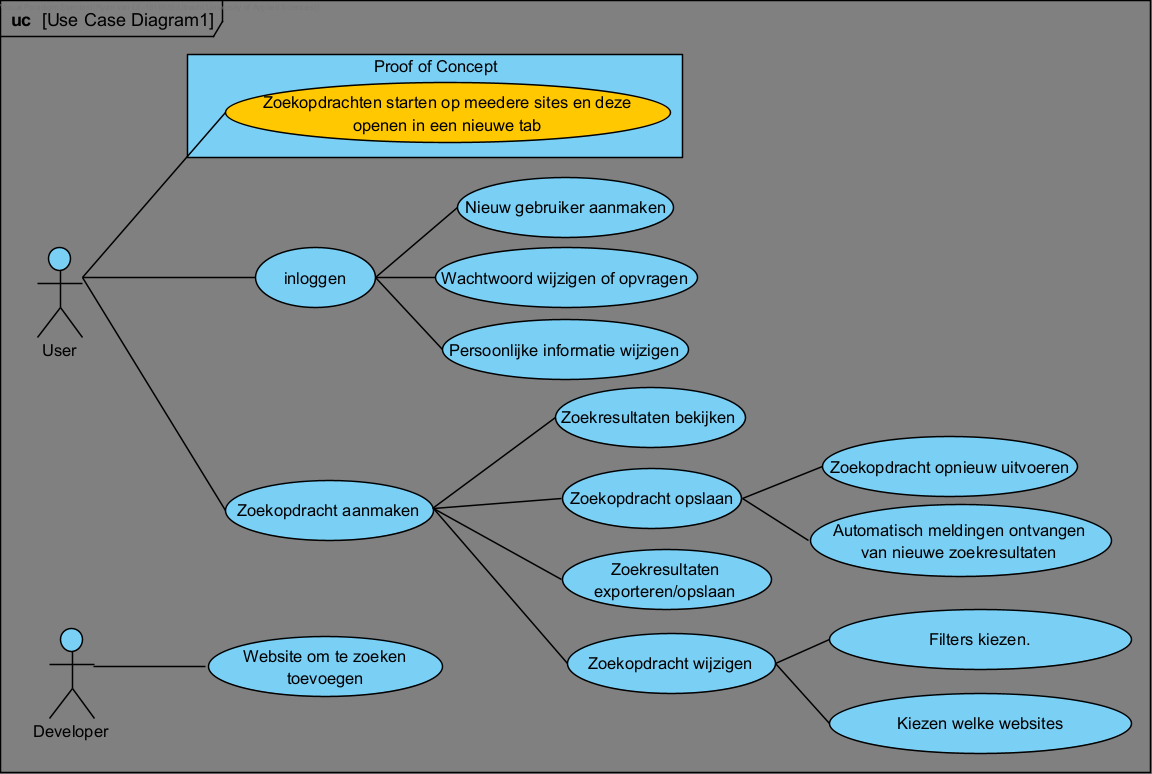 uc [Use Case Diagram1]
Proof of Concept
Zoekopdrachten starten op meedere sites en deze
openen in een nieuwe tab
Nieuw gebruiker aanmaken
inloggen
Wachtwoord wijzigen of opvragen
User
Persoonlijke informatie wijzigen
Zoekresultaten bekijken
Zoekopdracht opnieuw uitvoeren
Zoekopdracht aanmaken
Zoekopdracht opslaan
Automatisch meldingen ontvangen
van nieuwe zoekresultaten
Zoekresultaten
exporteren/opslaan
Filters kiezen.
Website om te zoeken
toevoegen
Zoekopdracht wijzigen
Developer
Kiezen welke websites